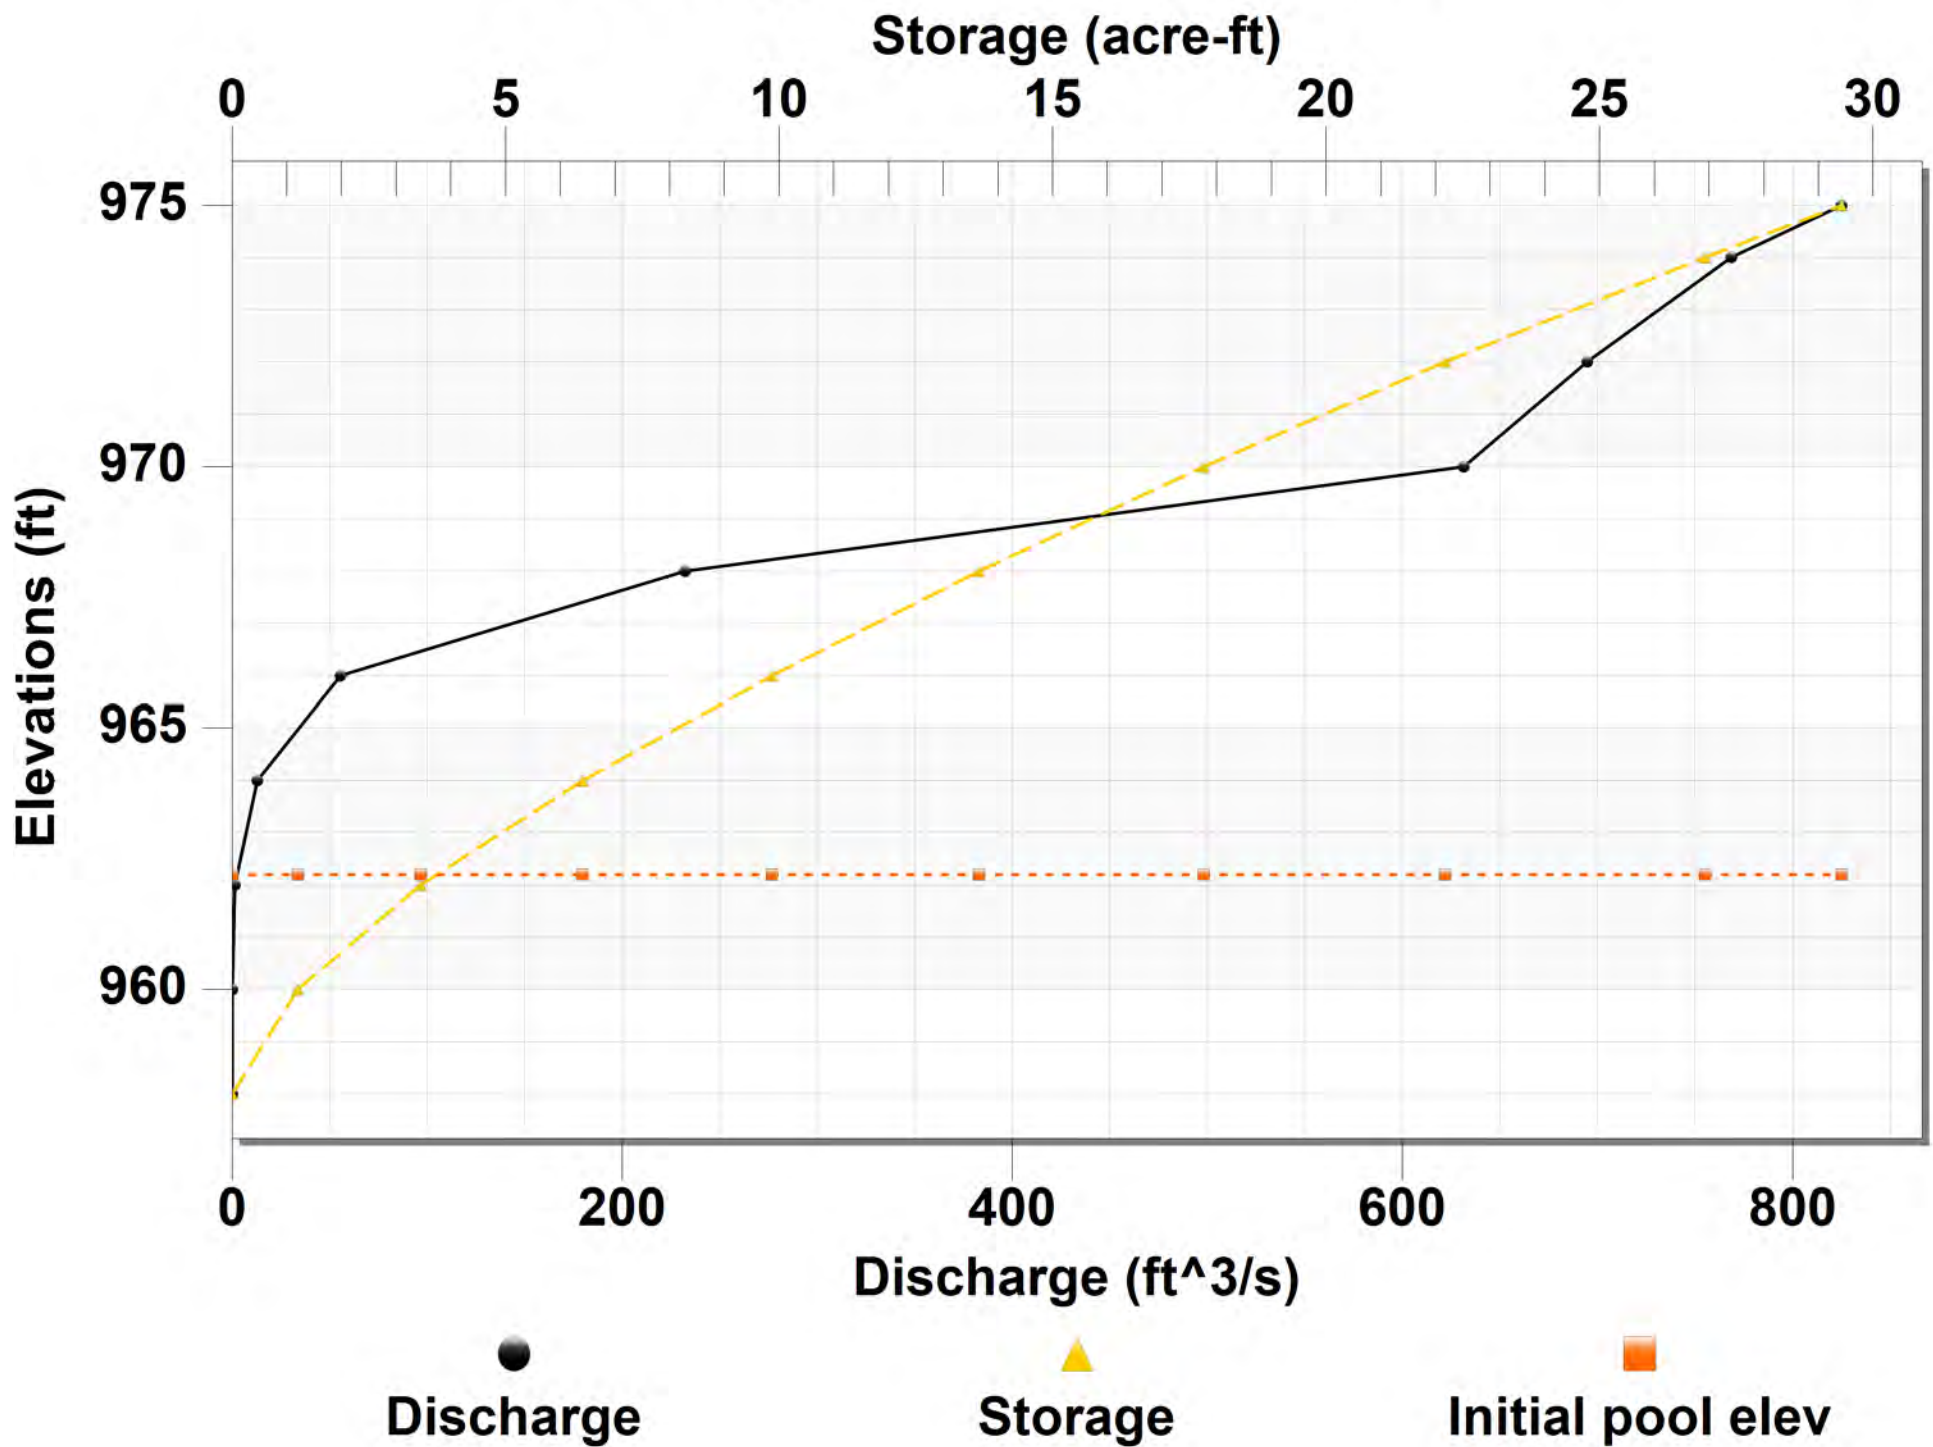 Storage (acre-ft)
0 5 10 15 20 25 30
975
970
965
960
Elevations (ft)
0 200 400 600 800
Discharge (ft^3/s)
Discharge Storage Initial pool elev